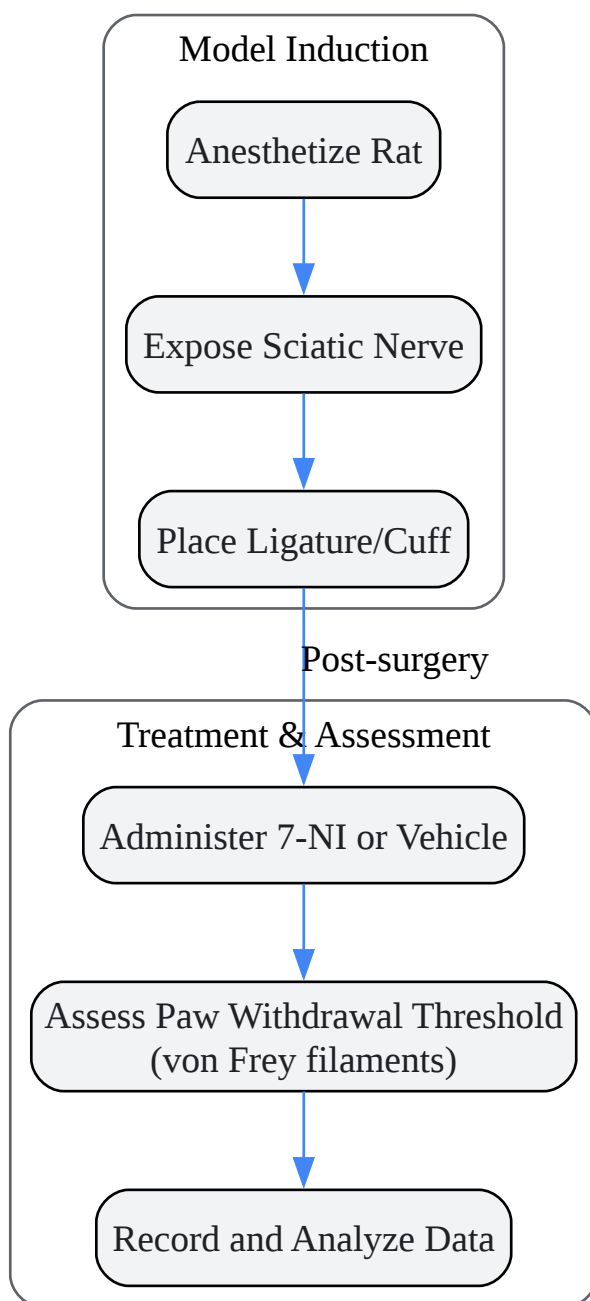 Model Induction
Anesthetize Rat
Expose Sciatic Nerve
Place Ligature/Cuff
Post-surgery
Treatment & Assessment
Administer 7-NI or Vehicle
Assess Paw Withdrawal Threshold
(von Frey filaments)
Record and Analyze Data